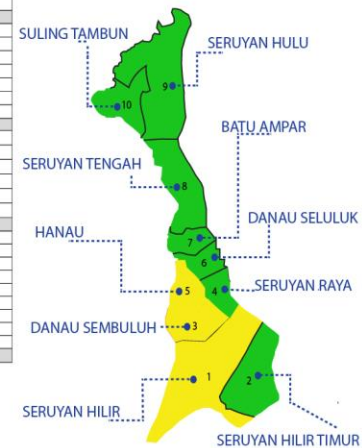 SULING TAMBUN
SERUYAN HULU
9
10
BATU AMPAR
SERUYAN TENGAH
8
DANAU SELULUK
HANAU
7
6
5
4
SERUYAN RAYA
DANAU SEMBULUH
3
1
2
SERUYAN HILIR
SERUYAN HILIR TIMUR